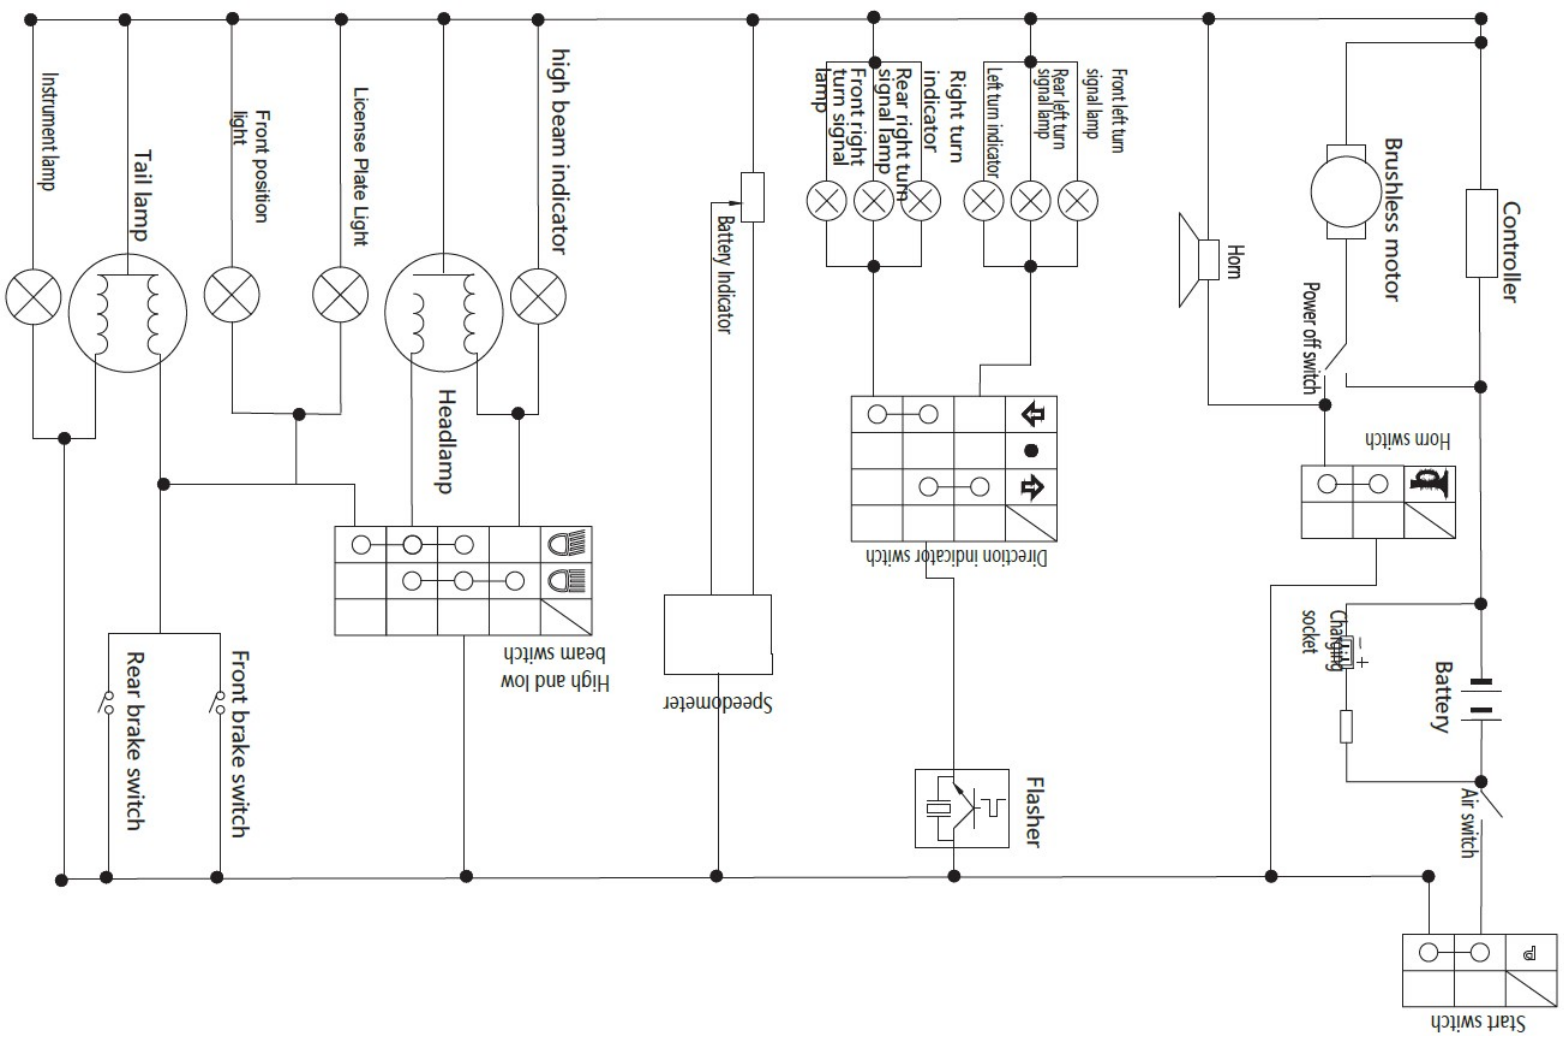 Instrument lamp
Tail lamp
Front position
light
License Plate Light
high beam indicator
Headlamp
High and low
beam switch
Rear brake switch
Front brake switch
Battery Indicator
Speedometer
Front right
turn signal
lamp
Rear right turn
signal lamp
Right turn
indicator
Left turn indicator
Rear left turn
signal lamp
Front left turn
signal lamp
Direction indicator switch
Flasher
Horn
Power off switch
Brushless motor
Controller
Horn switch
Charging
socket
− +
Battery
Air switch
P
Start switch